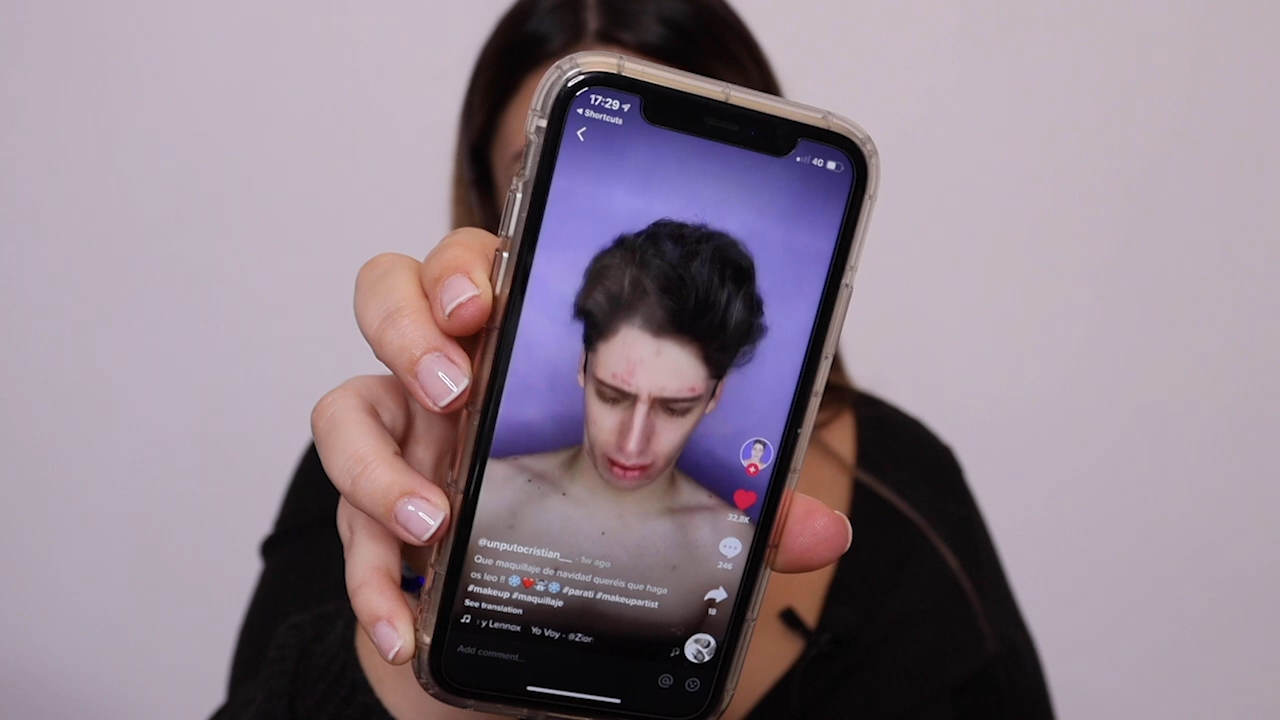 17:29
Shortcuts
4G
32,8K
246
18
@unputocristian__ · 1w ago
Que maquillaje de navidad queréis que haga
os leo !! ❄️❤️☃️❄️ #parati #makeupartist
#makeup #maquillaje
See translation
y Lennox Yo Voy - @Zion
Add comment...